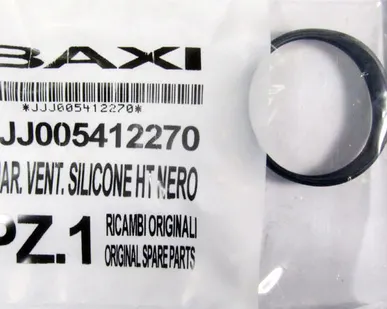 BAXI
*JJJ005412270*
JJ005412270
AR. VENT. SILICONE HT NERO
PZ.1
RICAMBI ORIGINALI
ORIGINAL SPARE PARTS